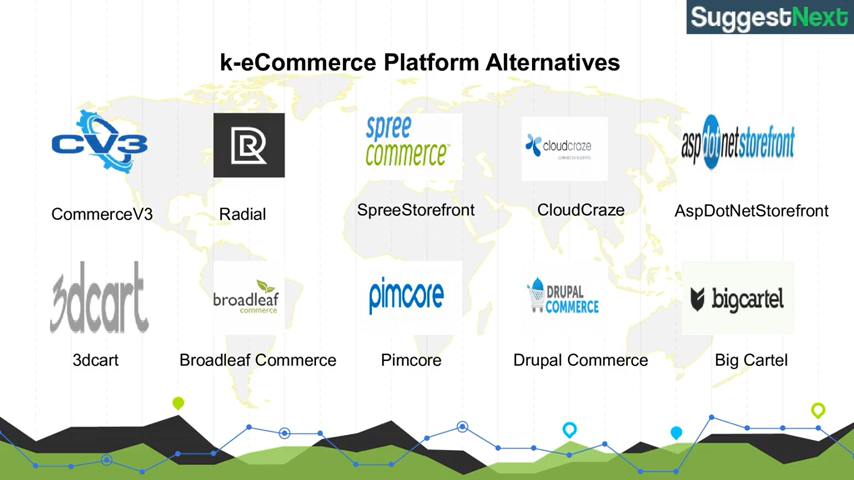 SuggestNext
k-eCommerce Platform Alternatives
CV3
R
spree
commerce
cloudcraze
aspdotnetstorefront
CommerceV3
Radial
SpreeStorefront
CloudCraze
AspDotNetStorefront
3dcart
broadleaf
commerce
pimcore
DRUPAL
COMMERCE
bigcartel
3dcart
Broadleaf Commerce
Pimcore
Drupal Commerce
Big Cartel